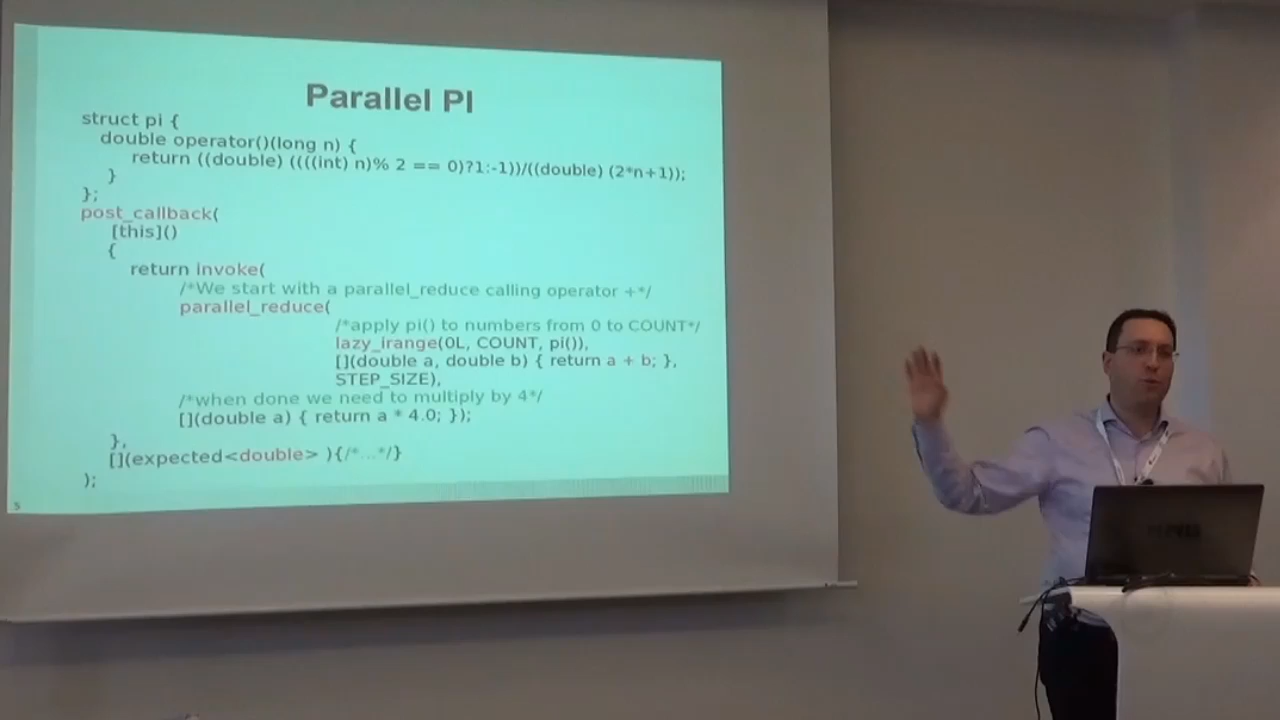 Parallel PI
struct pi {
double operator()(long n) {
return ((double) ((((int) n)% 2 == 0)?1:-1))/((double) (2*n+1));
}
};
post_callback(
[this]()
{
return invoke(
/*We start with a parallel_reduce calling operator +*/
parallel_reduce(
/*apply pi() to numbers from 0 to COUNT*/
lazy_irange(0L, COUNT, pi()),
[](double a, double b) { return a + b; },
STEP_SIZE),
/*when done we need to multiply by 4*/
[](double a) { return a * 4.0; });
},
[](expected<double> ){/*...*/}
);
5